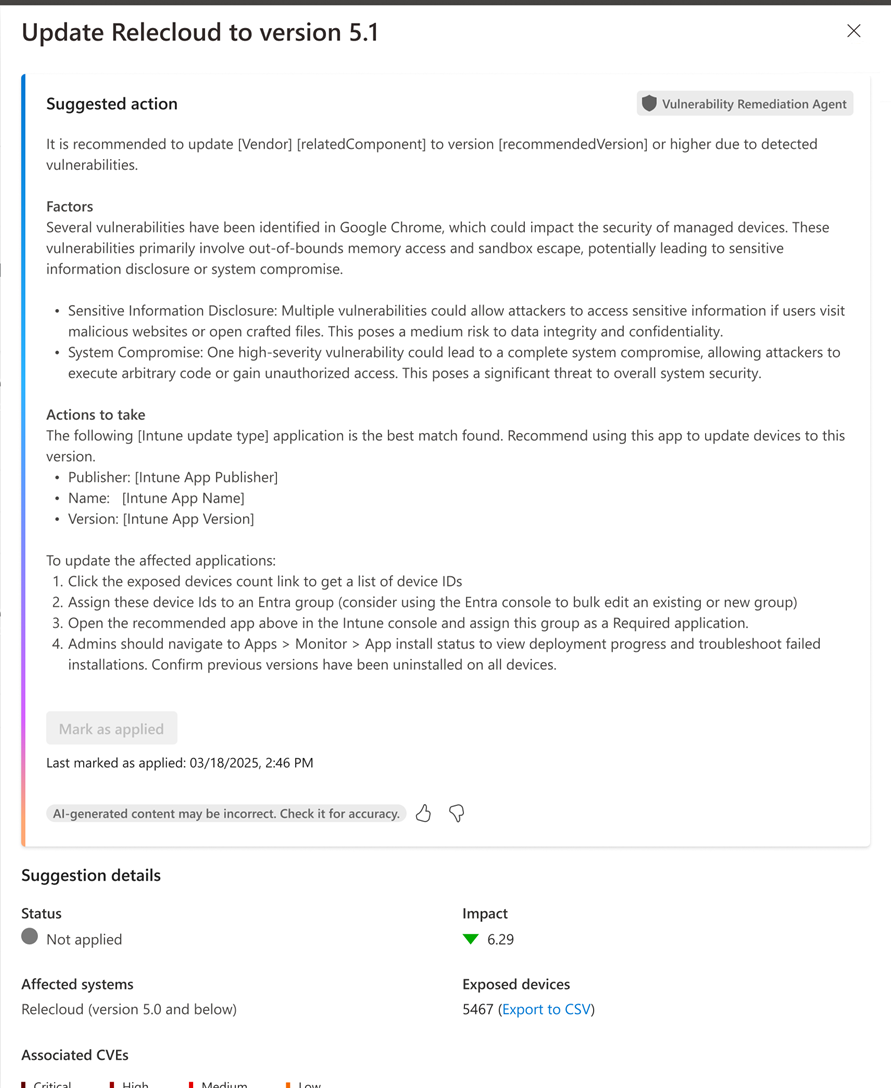 Update Relecloud to version 5.1
Suggested action
Vulnerability Remediation Agent
It is recommended to update [Vendor] [relatedComponent] to version [recommendedVersion] or higher due to detected
vulnerabilities.
Factors
Several vulnerabilities have been identified in Google Chrome, which could impact the security of managed devices. These
vulnerabilities primarily involve out-of-bounds memory access and sandbox escape, potentially leading to sensitive
information disclosure or system compromise.
• Sensitive Information Disclosure: Multiple vulnerabilities could allow attackers to access sensitive information if users visit
malicious websites or open crafted files. This poses a medium risk to data integrity and confidentiality.
• System Compromise: One high-severity vulnerability could lead to a complete system compromise, allowing attackers to
execute arbitrary code or gain unauthorized access. This poses a significant threat to overall system security.
Actions to take
The following [Intune update type] application is the best match found. Recommend using this app to update devices to this
version.
• Publisher: [Intune App Publisher]
• Name: [Intune App Name]
• Version: [Intune App Version]
To update the affected applications:
1. Click the exposed devices count link to get a list of device IDs
2. Assign these device Ids to an Entra group (consider using the Entra console to bulk edit an existing or new group)
3. Open the recommended app above in the Intune console and assign this group as a Required application.
4. Admins should navigate to Apps > Monitor > App install status to view deployment progress and troubleshoot failed
installations. Confirm previous versions have been uninstalled on all devices.
Mark as applied
Last marked as applied: 03/18/2025, 2:46 PM
AI-generated content may be incorrect. Check it for accuracy.
Suggestion details
Status
Not applied
Impact
6.29
Affected systems
Relecloud (version 5.0 and below)
Exposed devices
5467 (Export to CSV)
Associated CVEs
Critical High Medium Low